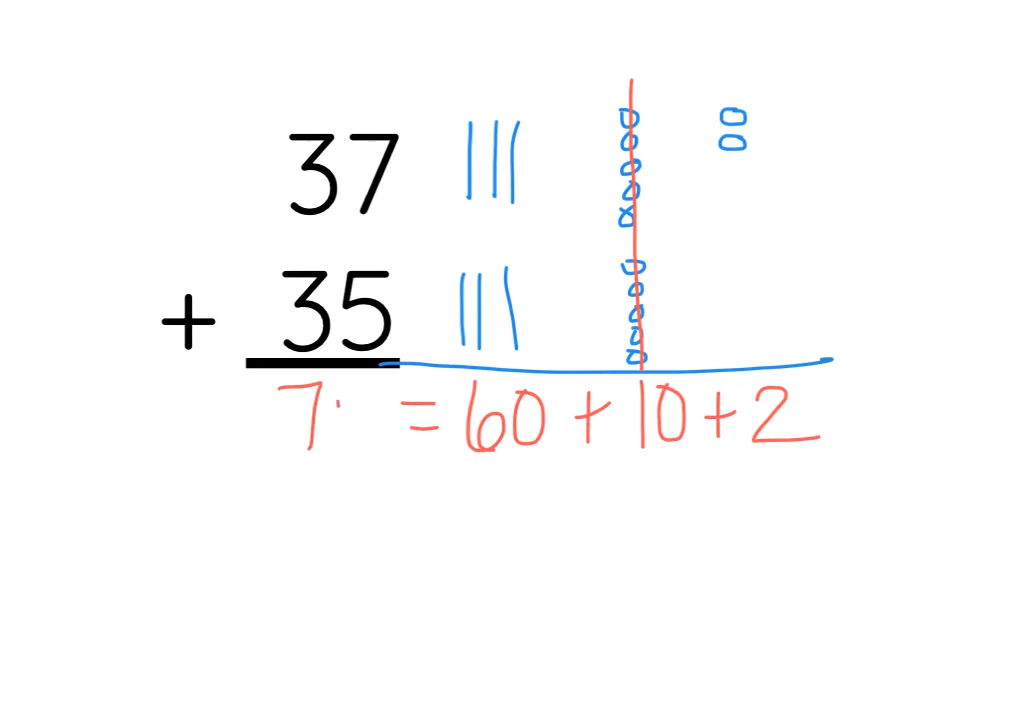 37
+ 35
7 = 60 + 10 + 2